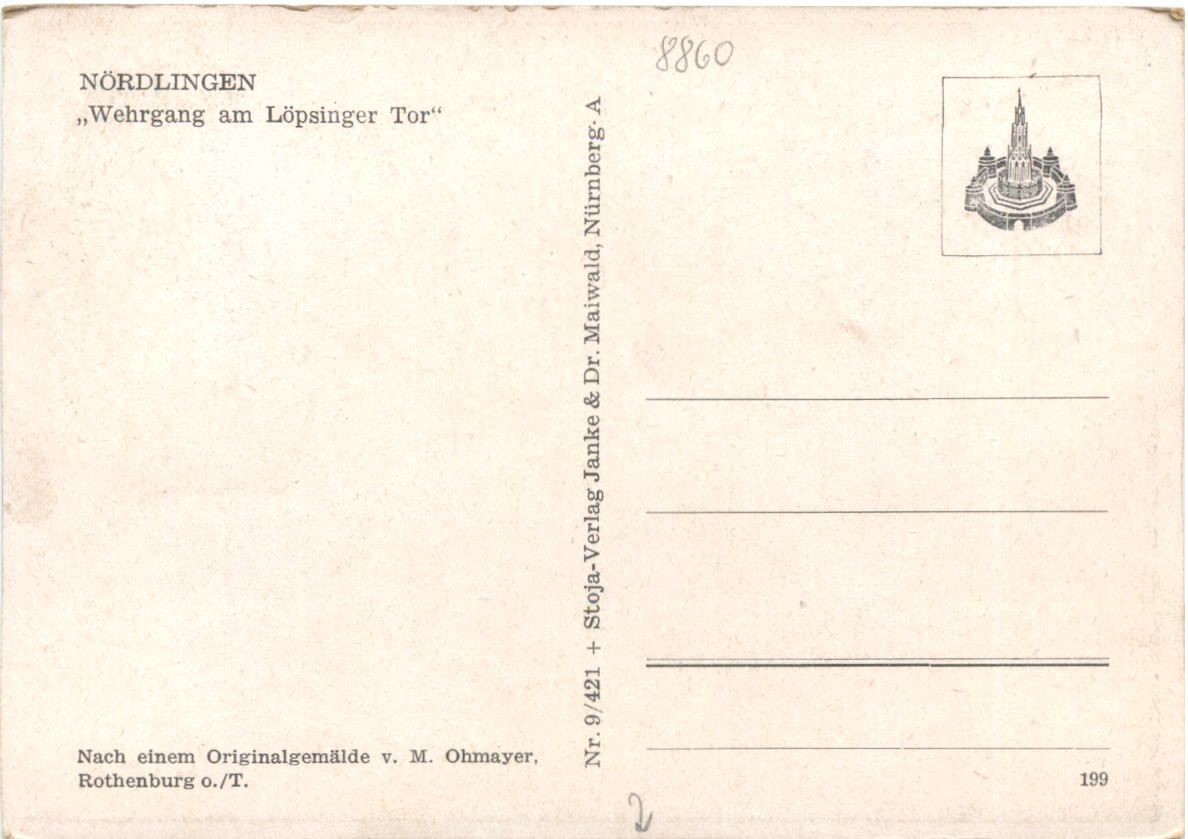 NÖRDLINGEN
„Wehrgang am Löpsinger Tor“
8860
Nr. 9/421 + Stoja-Verlag Janke & Dr. Maiwald, Nürnberg-A
Nach einem Originalgemälde v. M. Ohmayer,
Rothenburg o./T.
199